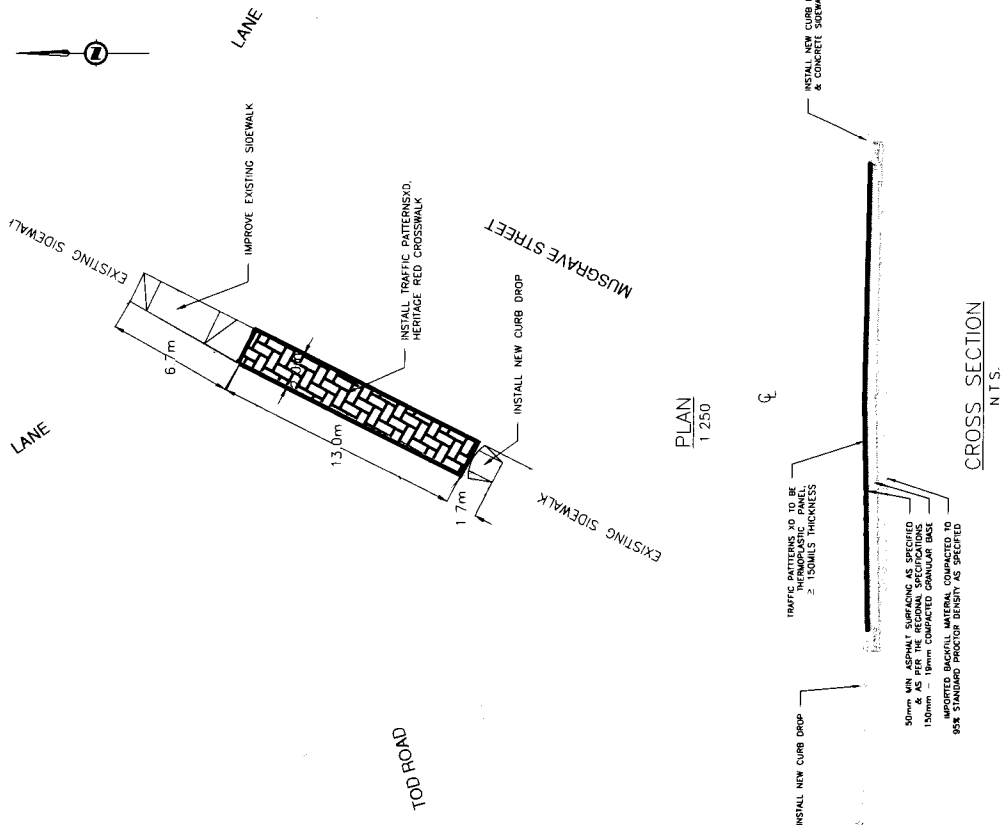 LANE
IMPROVE EXISTING SIDEWALK
EXISTING
6.7m
INSTALL TRAFFIC PATTERNSXD,
HERITAGE RED CROSSWALK
LANE
MUSGRAVE STREET
13.0m
INSTALL NEW CURB DROP
1.7m
EXISTING SIDEWALK
TOD ROAD
PLAN
1 250
INSTALL NEW CURB
& CONCRETE
℄
TRAFFIC PATTERNS XD TO BE
THERMOPLASTIC PANEL,
≥ 150MILS THICKNESS
INSTALL NEW CURB DROP
50mm MIN ASPHALT SURFACING AS SPECIFIED
& AS PER THE REGIONAL SPECIFICATIONS
150mm - 19mm COMPACTED GRANULAR BASE
IMPORTED BACKFILL MATERIAL COMPACTED TO
95% STANDARD PROCTOR DENSITY AS SPECIFIED
CROSS SECTION
N T S.